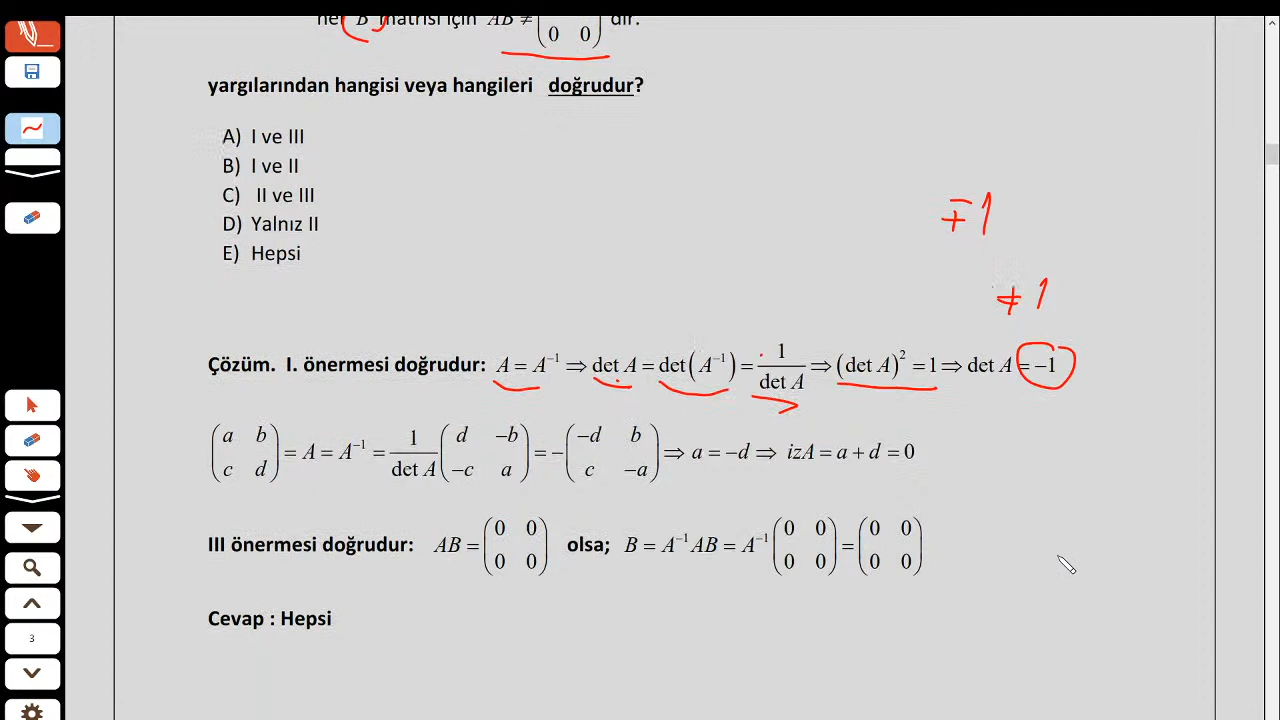 her B matrisi için AB ≠ ( 0 0 ) dir.
yargılarından hangisi veya hangileri doğrudur?
A) I ve III
B) I ve II
C) II ve III
D) Yalnız II
E) Hepsi
∓1
≠ 1
Çözüm. I. önermesi doğrudur: A = A⁻¹ ⇒ det A = det(A⁻¹) = 1/det A ⇒ (det A)² = 1 ⇒ det A = −1
(a b; c d) = A = A⁻¹ = 1/det A (d −b; −c a) = −(−d b; c −a) ⇒ a = −d ⇒ izA = a + d = 0
III önermesi doğrudur: AB = (0 0; 0 0) olsa; B = A⁻¹AB = A⁻¹(0 0; 0 0) = (0 0; 0 0)
Cevap : Hepsi
3